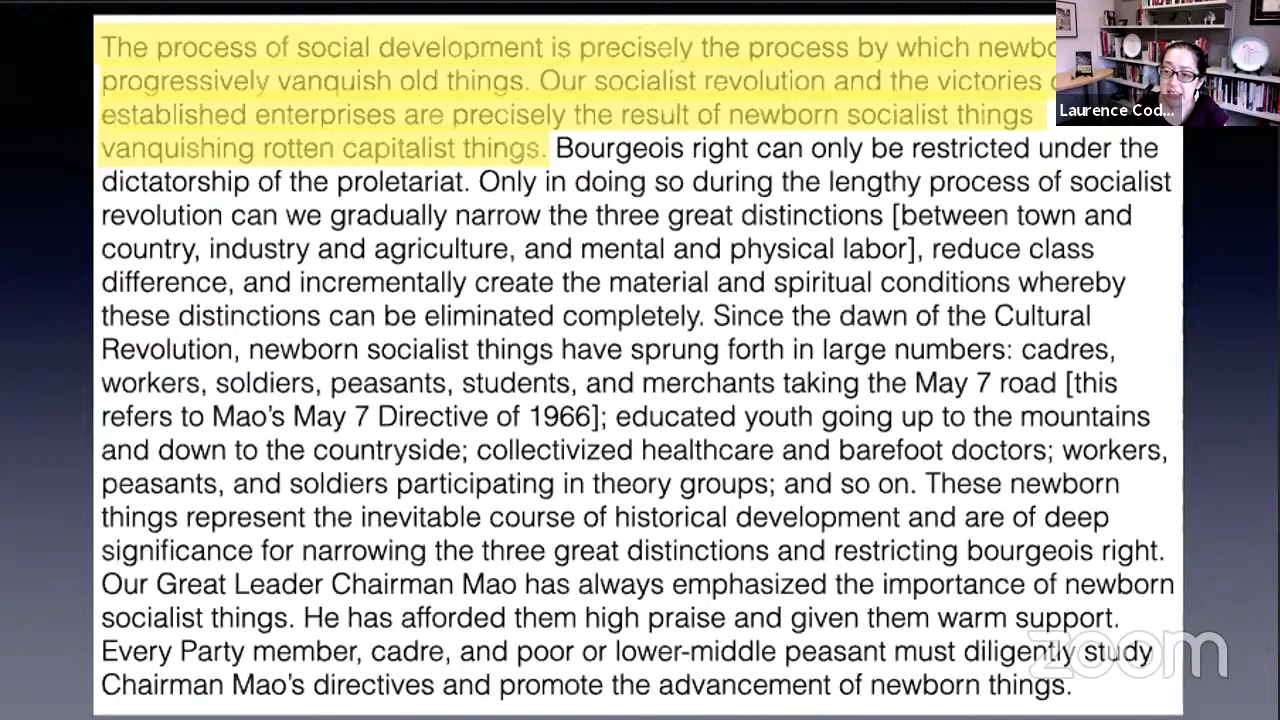 The process of social development is precisely the process by which newbo
progressively vanquish old things. Our socialist revolution and the victories
established enterprises are precisely the result of newborn socialist things
vanquishing rotten capitalist things. Bourgeois right can only be restricted under the
dictatorship of the proletariat. Only in doing so during the lengthy process of socialist
revolution can we gradually narrow the three great distinctions [between town and
country, industry and agriculture, and mental and physical labor], reduce class
difference, and incrementally create the material and spiritual conditions whereby
these distinctions can be eliminated completely. Since the dawn of the Cultural
Revolution, newborn socialist things have sprung forth in large numbers: cadres,
workers, soldiers, peasants, students, and merchants taking the May 7 road [this
refers to Mao’s May 7 Directive of 1966]; educated youth going up to the mountains
and down to the countryside; collectivized healthcare and barefoot doctors; workers,
peasants, and soldiers participating in theory groups; and so on. These newborn
things represent the inevitable course of historical development and are of deep
significance for narrowing the three great distinctions and restricting bourgeois right.
Our Great Leader Chairman Mao has always emphasized the importance of newborn
socialist things. He has afforded them high praise and given them warm support.
Every Party member, cadre, and poor or lower-middle peasant must diligently study
Chairman Mao’s directives and promote the advancement of newborn things.
Laurence Cod...
zoom